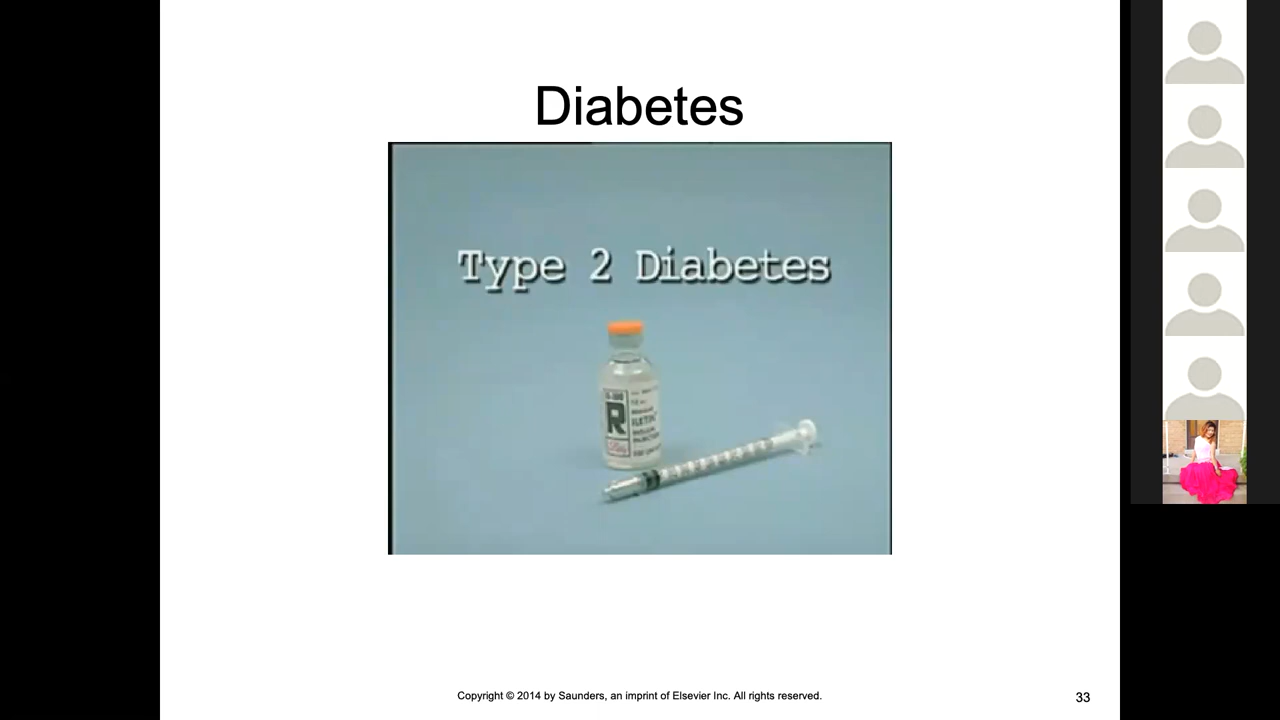 Diabetes
Type 2 Diabetes
R
Copyright © 2014 by Saunders, an imprint of Elsevier Inc. All rights reserved.
33